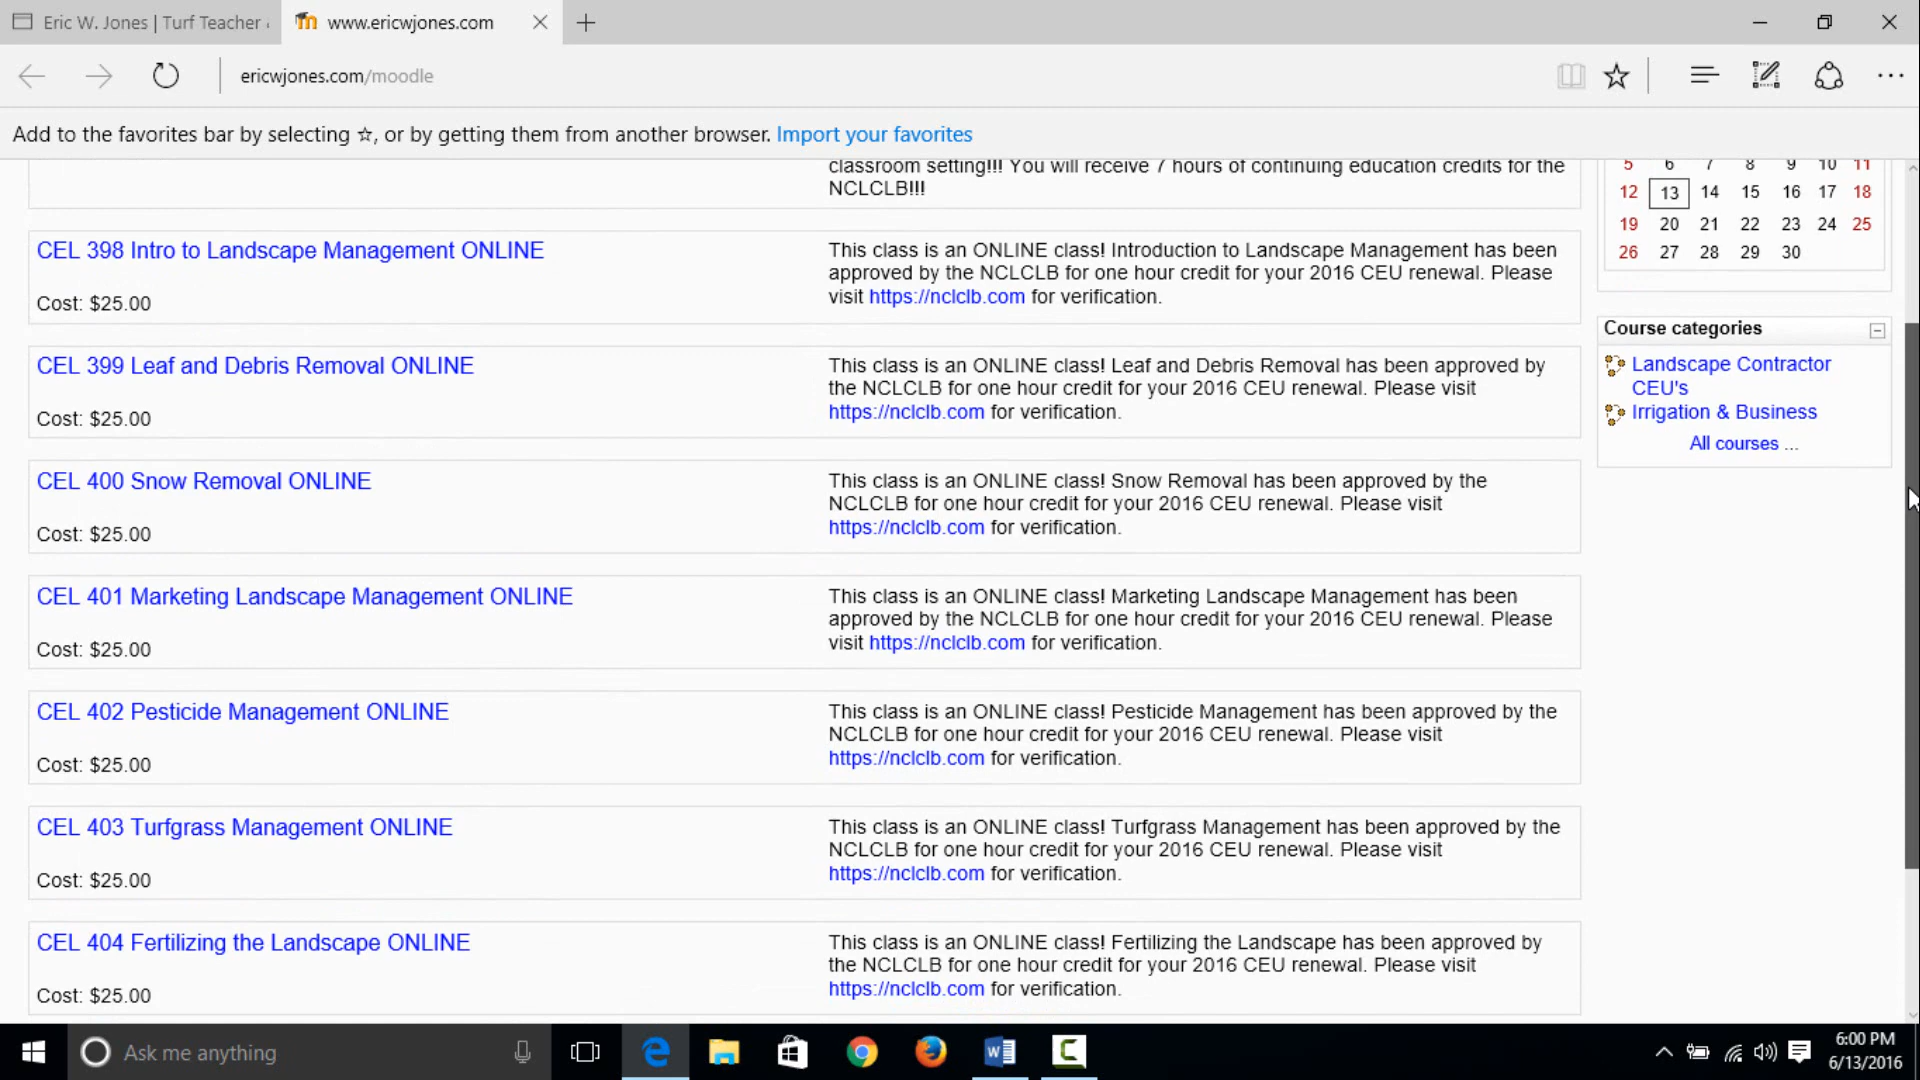 Eric W. Jones | Turf Teacher
www.ericwjones.com
ericwjones.com/moodle
Add to the favorites bar by selecting ☆, or by getting them from another browser. Import your favorites
classroom setting!!! You will receive 7 hours of continuing education credits for the
NCLCLB!!!
CEL 398 Intro to Landscape Management ONLINE
Cost: $25.00
This class is an ONLINE class! Introduction to Landscape Management has been
approved by the NCLCLB for one hour credit for your 2016 CEU renewal. Please
visit https://nclclb.com for verification.
CEL 399 Leaf and Debris Removal ONLINE
Cost: $25.00
This class is an ONLINE class! Leaf and Debris Removal has been approved by
the NCLCLB for one hour credit for your 2016 CEU renewal. Please visit
https://nclclb.com for verification.
CEL 400 Snow Removal ONLINE
Cost: $25.00
This class is an ONLINE class! Snow Removal has been approved by the
NCLCLB for one hour credit for your 2016 CEU renewal. Please visit
https://nclclb.com for verification.
CEL 401 Marketing Landscape Management ONLINE
Cost: $25.00
This class is an ONLINE class! Marketing Landscape Management has been
approved by the NCLCLB for one hour credit for your 2016 CEU renewal. Please
visit https://nclclb.com for verification.
CEL 402 Pesticide Management ONLINE
Cost: $25.00
This class is an ONLINE class! Pesticide Management has been approved by the
NCLCLB for one hour credit for your 2016 CEU renewal. Please visit
https://nclclb.com for verification.
CEL 403 Turfgrass Management ONLINE
Cost: $25.00
This class is an ONLINE class! Turfgrass Management has been approved by the
NCLCLB for one hour credit for your 2016 CEU renewal. Please visit
https://nclclb.com for verification.
CEL 404 Fertilizing the Landscape ONLINE
Cost: $25.00
This class is an ONLINE class! Fertilizing the Landscape has been approved by
the NCLCLB for one hour credit for your 2016 CEU renewal. Please visit
https://nclclb.com for verification.
5 6 7 8 9 10 11
12 13 14 15 16 17 18
19 20 21 22 23 24 25
26 27 28 29 30
Course categories
Landscape Contractor
CEU's
Irrigation & Business
All courses ...
Ask me anything
6:00 PM
6/13/2016